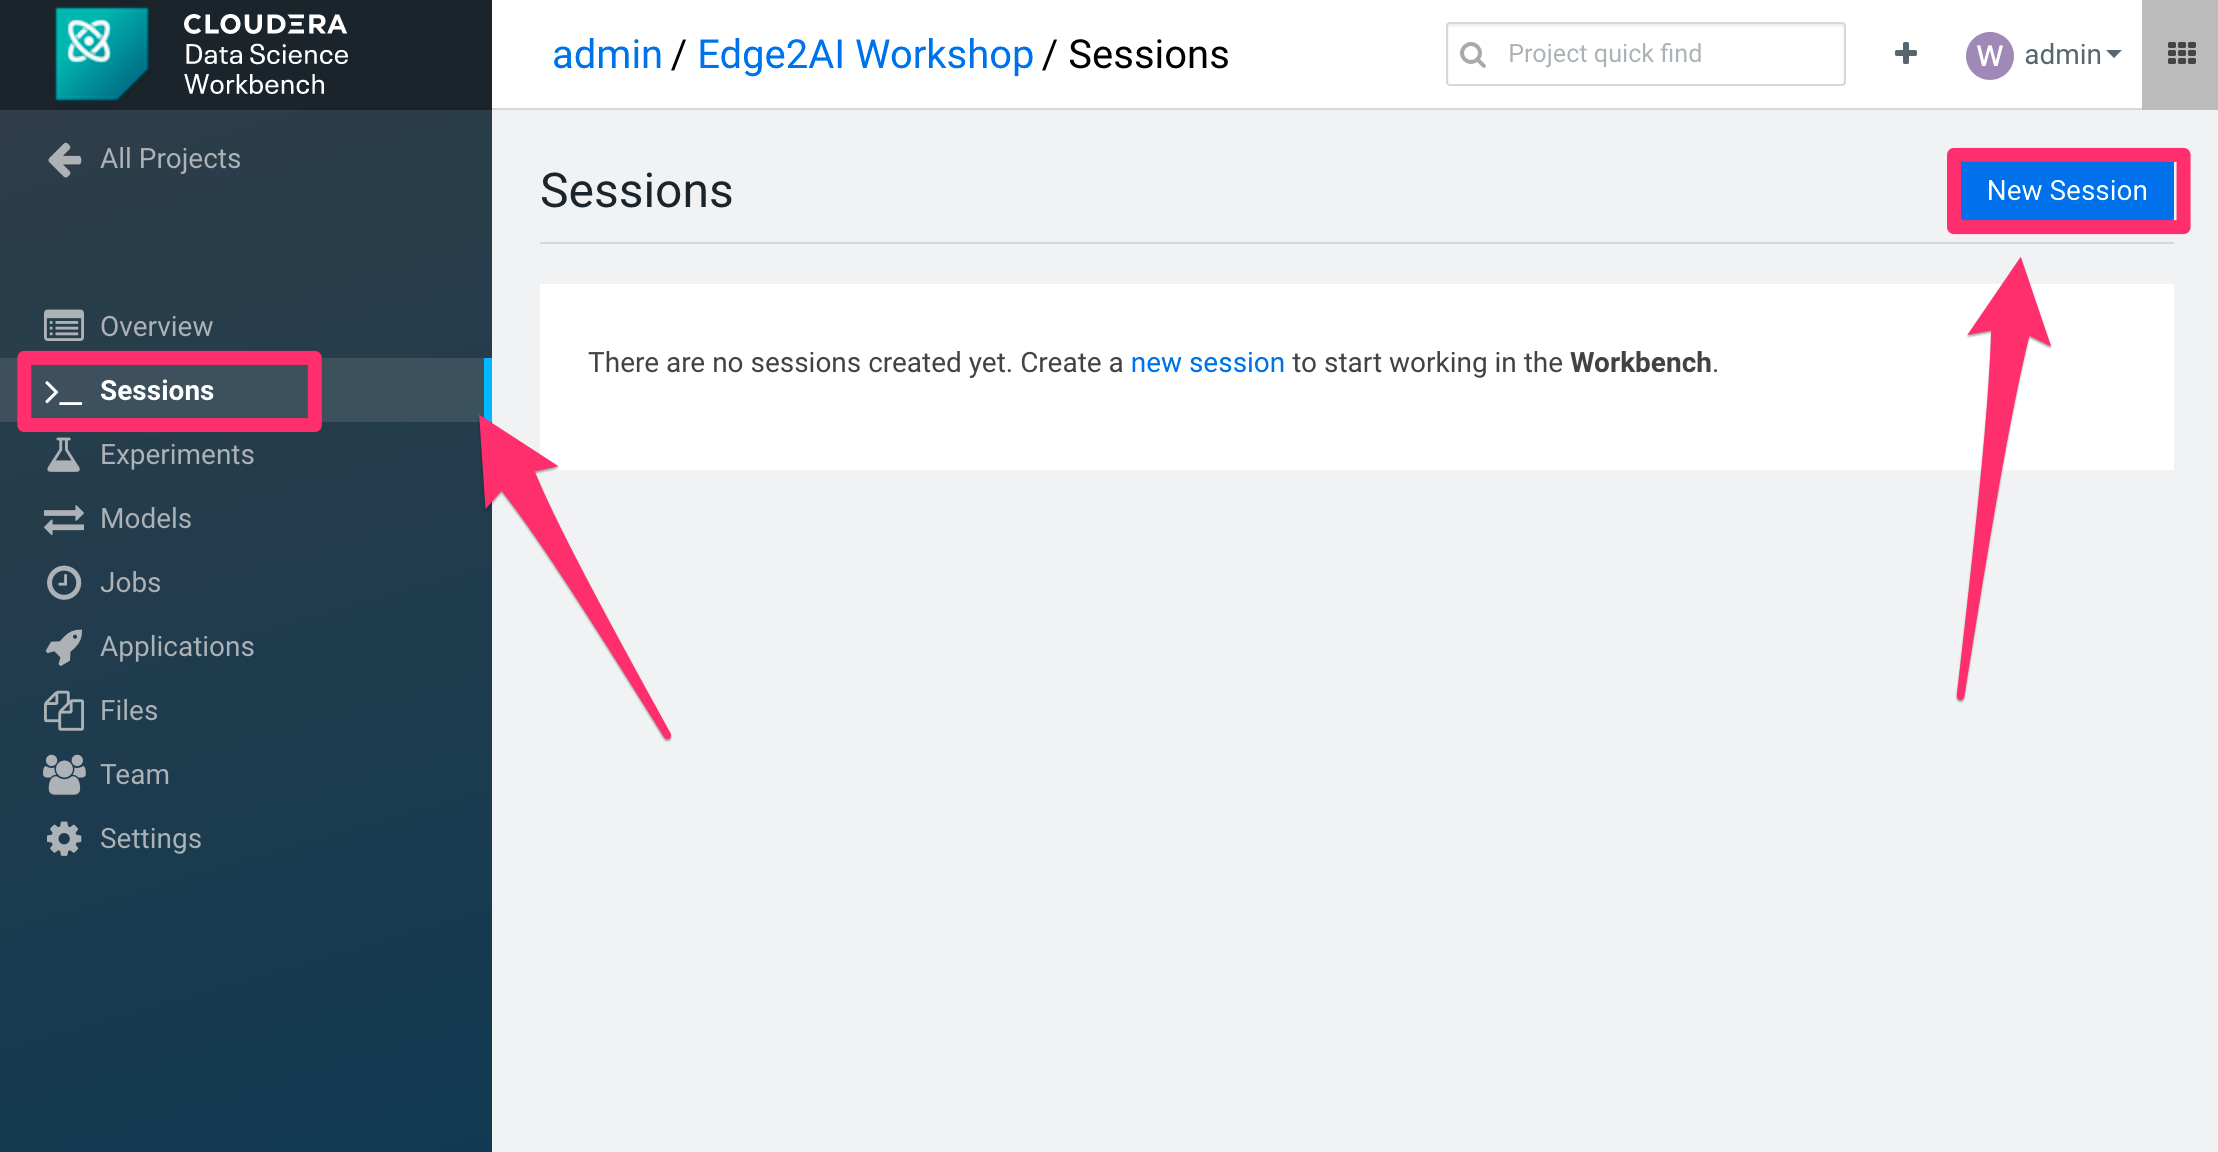 CLOUDERA
Data Science
Workbench
admin / Edge2AI Workshop / Sessions
Project quick find
W admin
All Projects
Sessions
New Session
There are no sessions created yet. Create a new session to start working in the Workbench.
Overview
Sessions
Experiments
Models
Jobs
Applications
Files
Team
Settings